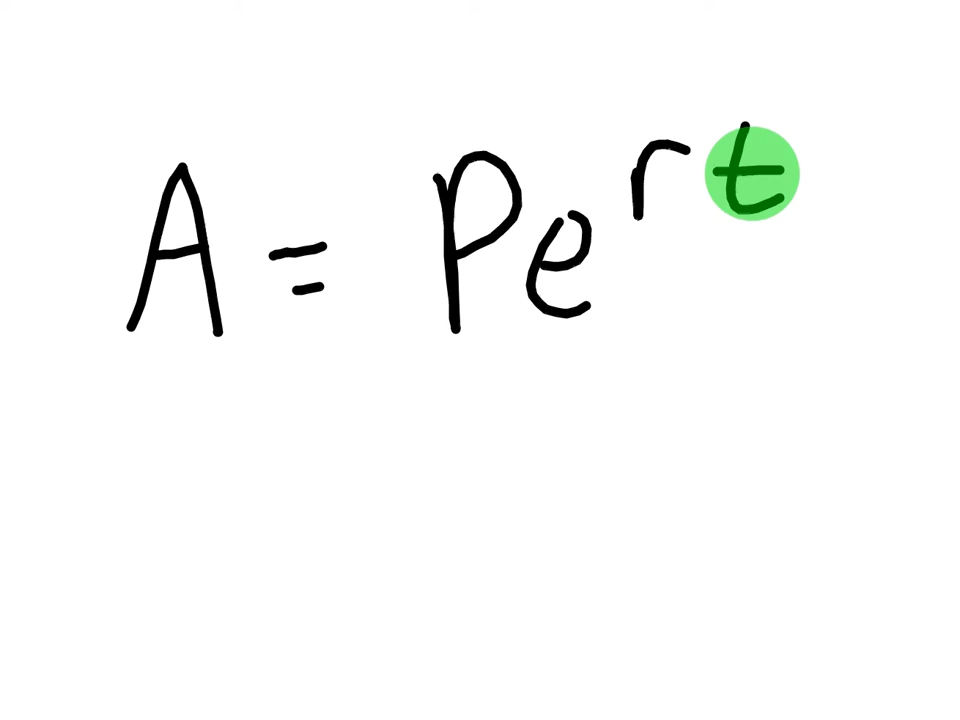 A = Pe^{rt}